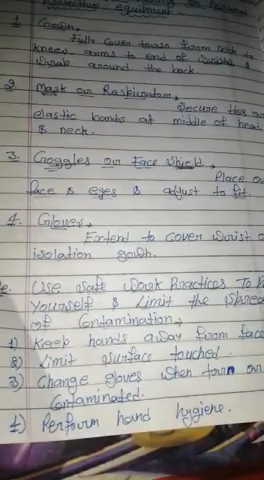 protective equipment
1. Gown,
Fully cover torso from neck to
knees, arms to end of wrists &
wrab around the back.
2. Mask or Respirator,
Secure ties or
elastic bands at middle of head
& neck.
3. Goggles or Face Shield,
Place on
face & eyes & adjust to fit.
4. Gloves,
Extend to cover wrist of
isolation gown.
Use Safe Work Practices To
Yourself & Limit the Spread
of Contamination,
1) Keep hands away from face
2) Limit surface touched.
3) Change gloves when torn or
Contaminated.
4) Perform hand hygiene.